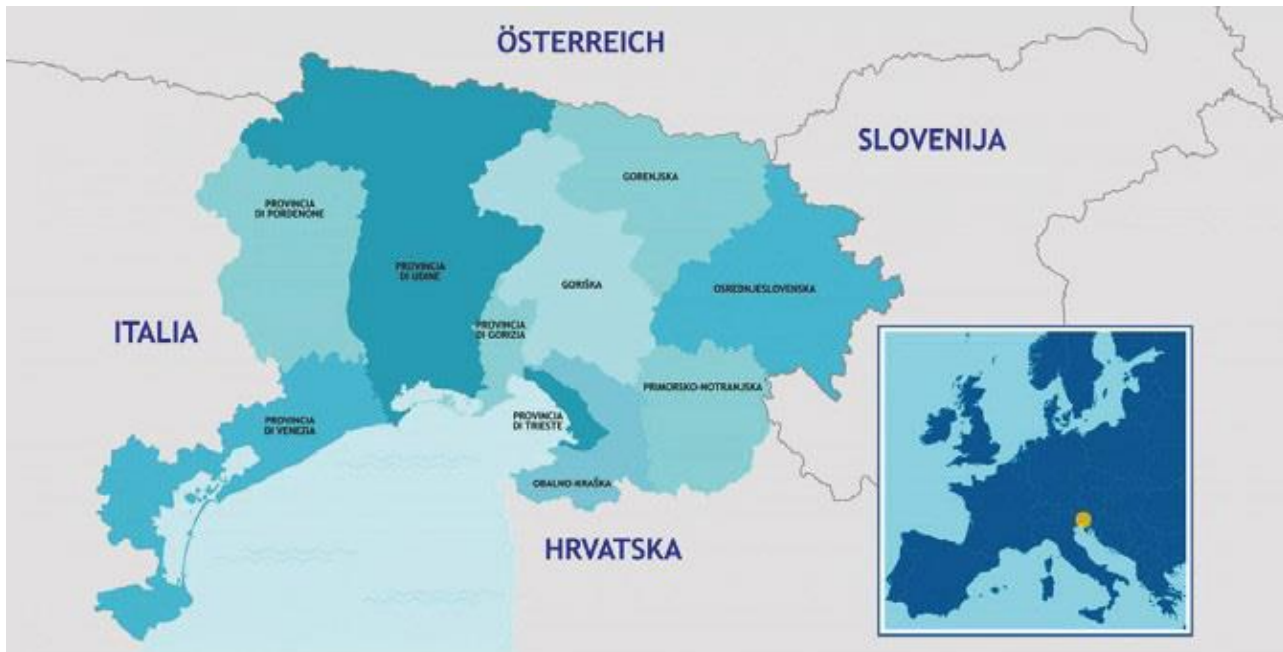 ÖSTERREICH
SLOVENIJA
GORENJSKA
PROVINCIA
DI PORDENONE
PROVINCIA
DI UDINE
GORIŠKA
OSREDNJESLOVENSKA
ITALIA
PROVINCIA
DI GORIZIA
PRIMORSKO-NOTRANJSKA
PROVINCIA
DI VENEZIA
PROVINCIA
DI TRIESTE
OBALNO-KRAŠKA
HRVATSKA